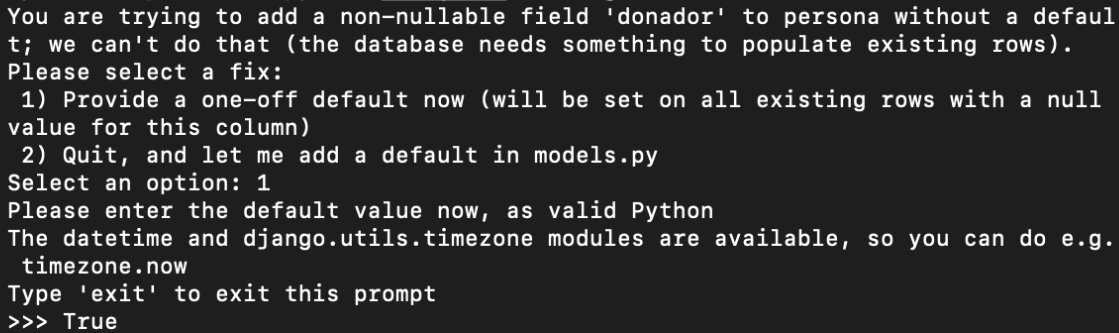 You are trying to add a non-nullable field 'donador' to persona without a defaul
t; we can't do that (the database needs something to populate existing rows).
Please select a fix:
 1) Provide a one-off default now (will be set on all existing rows with a null
value for this column)
 2) Quit, and let me add a default in models.py
Select an option: 1
Please enter the default value now, as valid Python
The datetime and django.utils.timezone modules are available, so you can do e.g.
 timezone.now
Type 'exit' to exit this prompt
>>> True